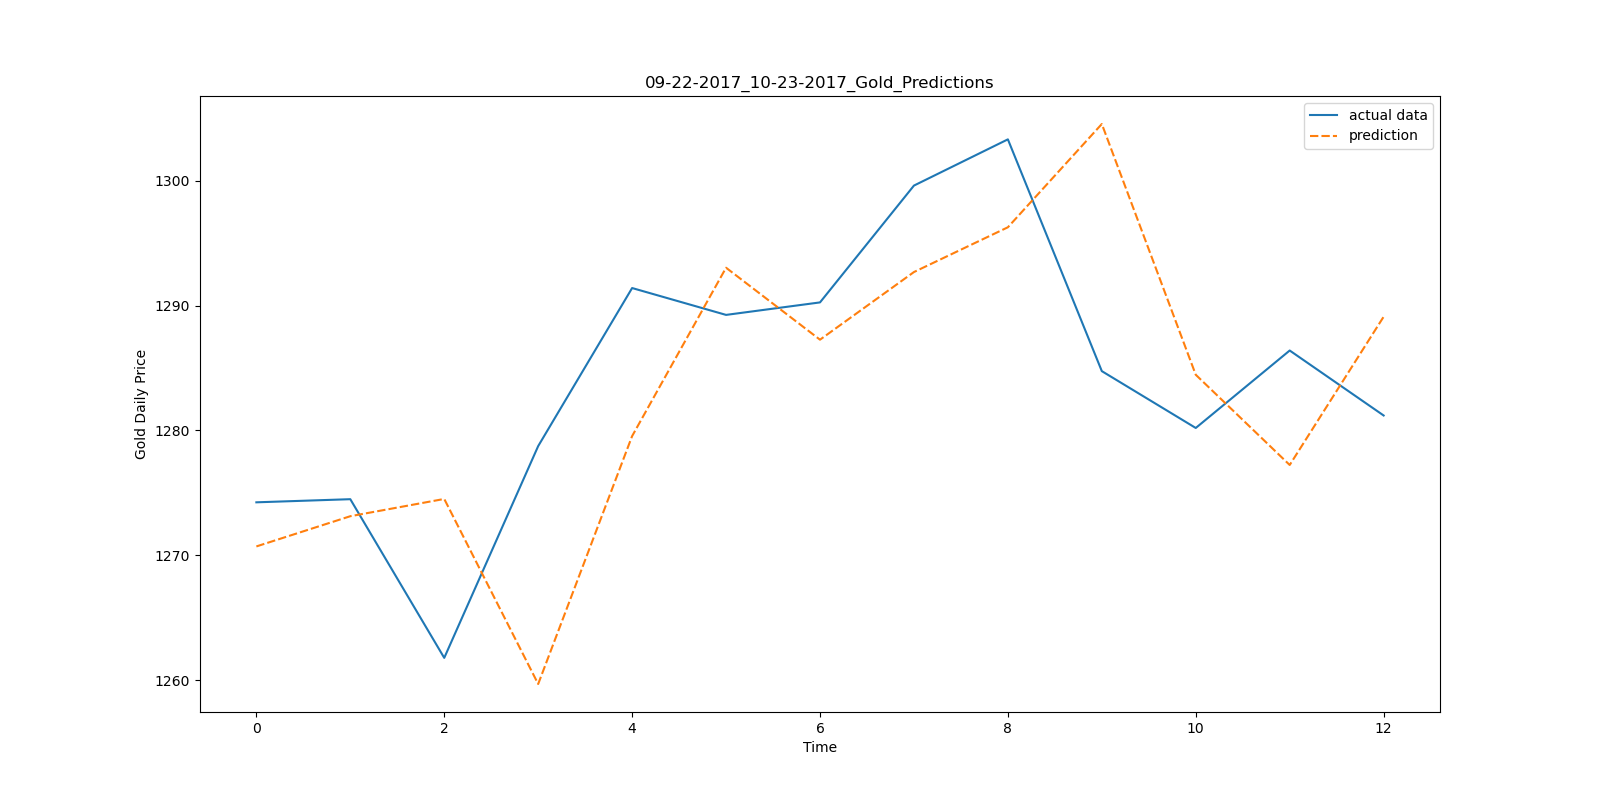 09-22-2017_10-23-2017_Gold_Predictions
actual data
prediction
Gold Daily Price
1300
1290
1280
1270
1260
0 2 4 6 8 10 12
Time